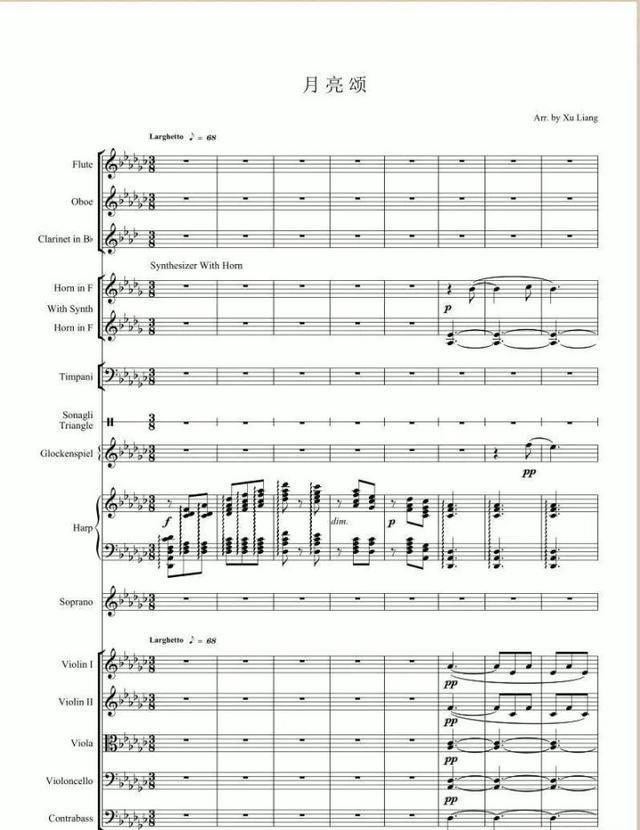 月亮颂
Arr. by Xu Liang
Larghetto ♪ = 68
Flute
Oboe
Clarinet in B♭
Synthesizer With Horn
Horn in F
With Synth
Horn in F
p
Timpani
Sonagli
Triangle
Glockenspiel
pp
Harp
f
dim.
p
Soprano
Larghetto ♪ = 68
Violin I
pp
Violin II
pp
Viola
pp
Violoncello
pp
Contrabass